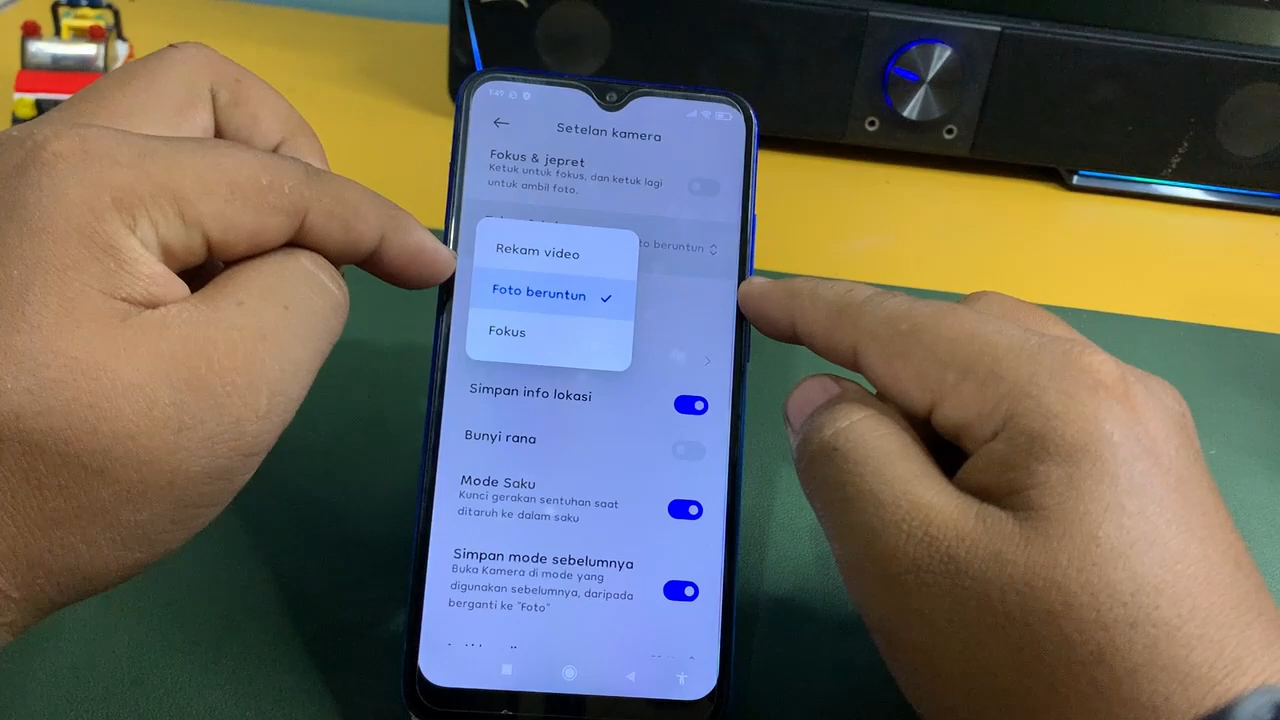 Setelan kamera
Fokus & jepret
Ketuk untuk fokus, dan ketuk lagi
untuk ambil foto.
beruntun
Rekam video
Foto beruntun
Fokus
Simpan info lokasi
Bunyi rana
Mode Saku
Kunci gerakan sentuhan saat
ditaruh ke dalam saku
Simpan mode sebelumnya
Buka Kamera di mode yang
digunakan sebelumnya, daripada
berganti ke "Foto"